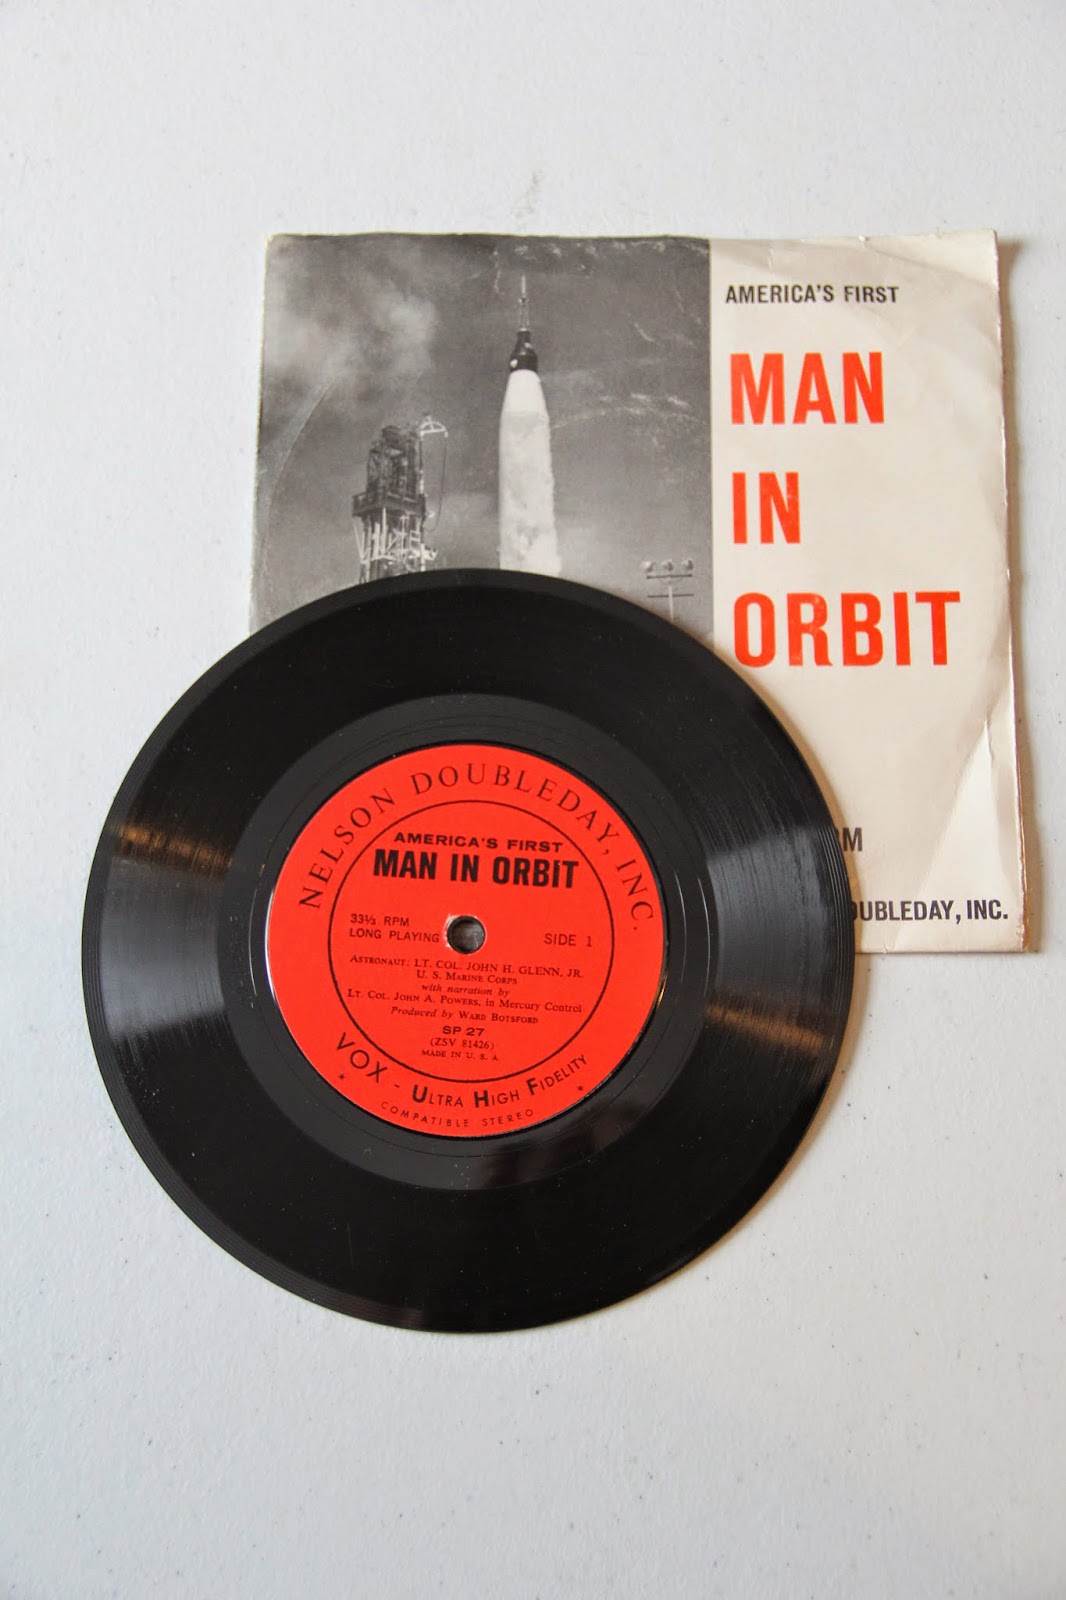 AMERICA'S FIRST
MAN
IN
ORBIT
DOUBLEDAY, INC.
NELSON DOUBLEDAY, INC.
AMERICA'S FIRST
MAN IN ORBIT
33⅓ RPM
LONG PLAYING
SIDE 1
ASTRONAUT: LT. COL. JOHN H. GLENN, JR.
U. S. MARINE CORPS
with narration by
LT. COL. JOHN A. POWERS, in Mercury Control
Produced by WARD BOTSFORD
SP 27
(ZSV 81426)
MADE IN U. S. A.
VOX - ULTRA HIGH FIDELITY
COMPATIBLE STEREO